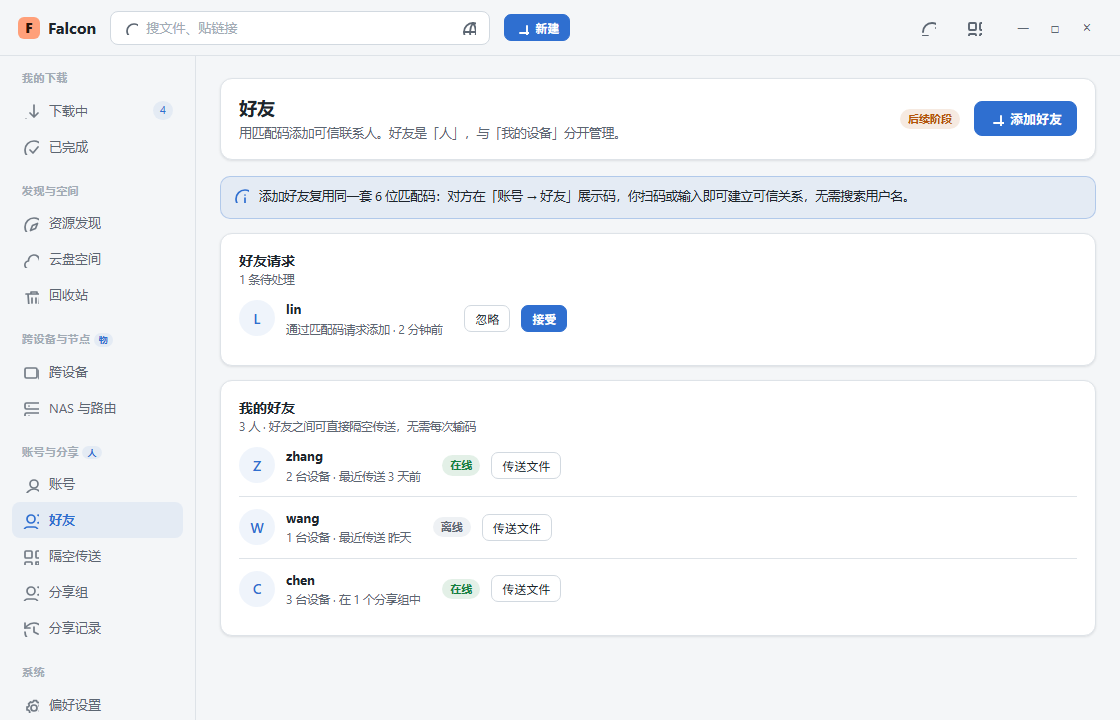 F Falcon
搜文件、贴链接
新建
我的下载
下载中
4
已完成
发现与空间
资源发现
云盘空间
回收站
跨设备与节点 物
跨设备
NAS 与路由
账号与分享 人
账号
好友
隔空传送
分享组
分享记录
系统
偏好设置
好友
用匹配码添加可信联系人。好友是「人」，与「我的设备」分开管理。
后续阶段
添加好友
添加好友复用同一套 6 位匹配码：对方在「账号 → 好友」展示码，你扫码或输入即可建立可信关系，无需搜索用户名。
好友请求
1 条待处理
L
lin
通过匹配码请求添加 · 2 分钟前
忽略
接受
我的好友
3 人 · 好友之间可直接隔空传送，无需每次输码
Z
zhang
2 台设备 · 最近传送 3 天前
在线
传送文件
W
wang
1 台设备 · 最近传送 昨天
离线
传送文件
C
chen
3 台设备 · 在 1 个分享组中
在线
传送文件